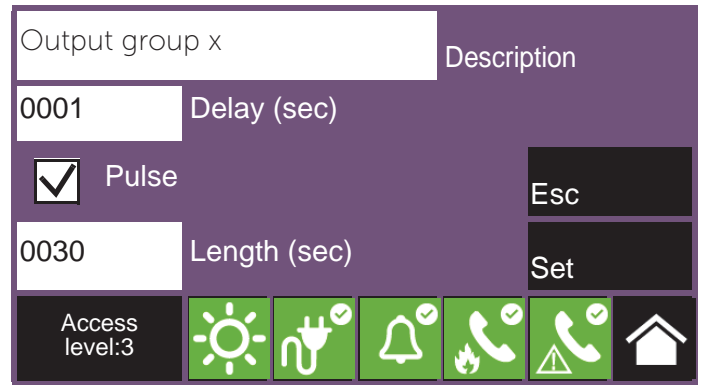 Output group x
Description
0001
Delay (sec)
Pulse
Esc
0030
Length (sec)
Set
Access
level:3